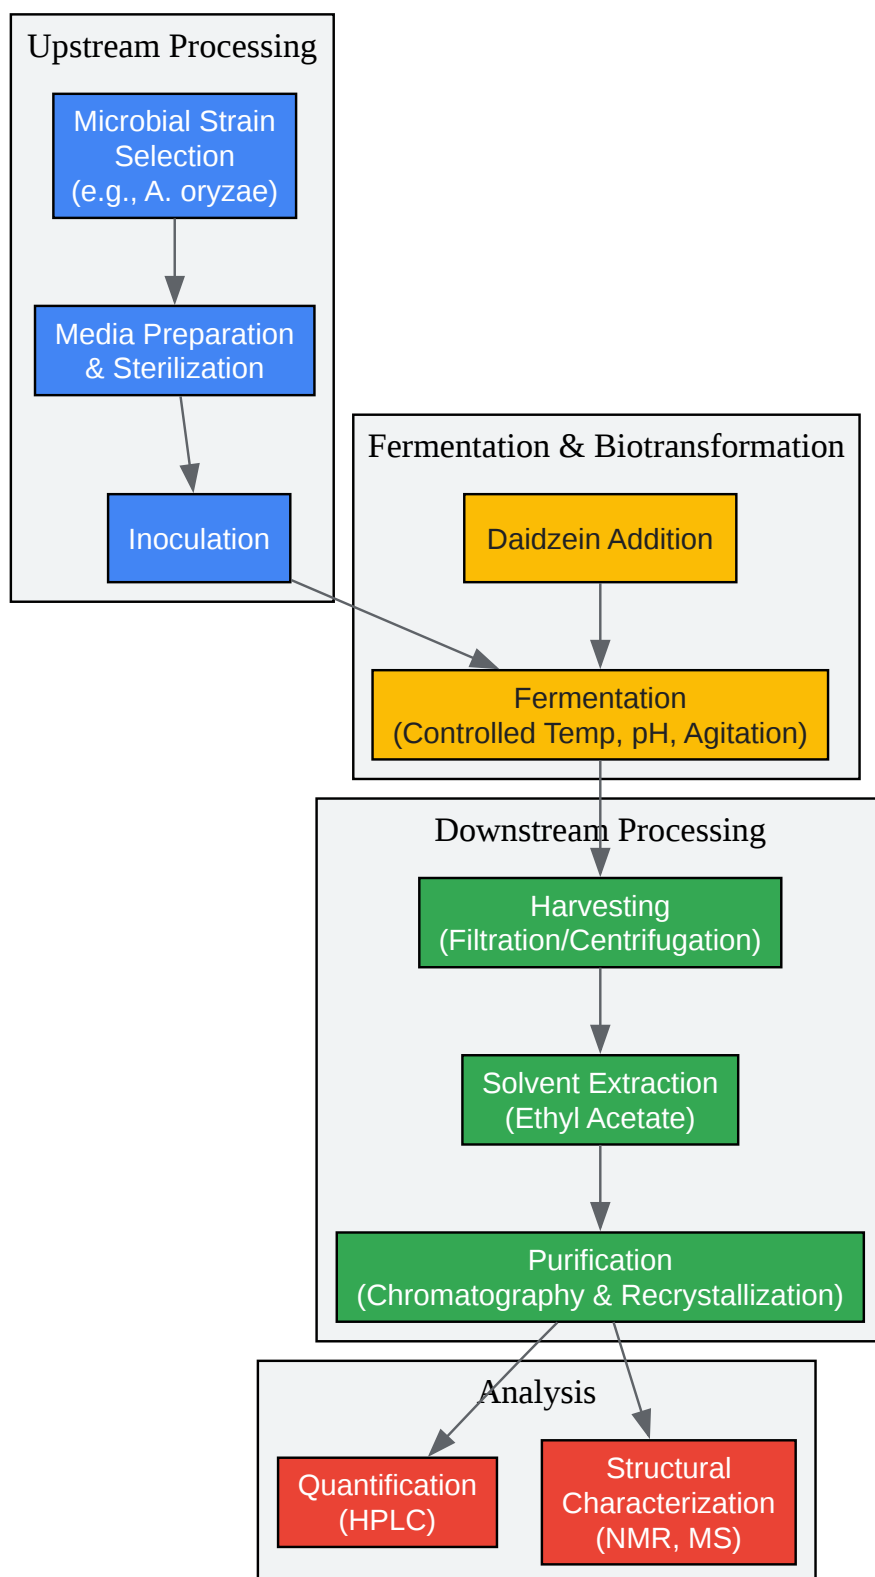 Upstream Processing
Microbial Strain
Selection
(e.g., A. oryzae)
Media Preparation
& Sterilization
Inoculation
Fermentation & Biotransformation
Daidzein Addition
Fermentation
(Controlled Temp, pH, Agitation)
Downstream Processing
Harvesting
(Filtration/Centrifugation)
Solvent Extraction
(Ethyl Acetate)
Purification
(Chromatography & Recrystallization)
Analysis
Quantification
(HPLC)
Structural
Characterization
(NMR, MS)